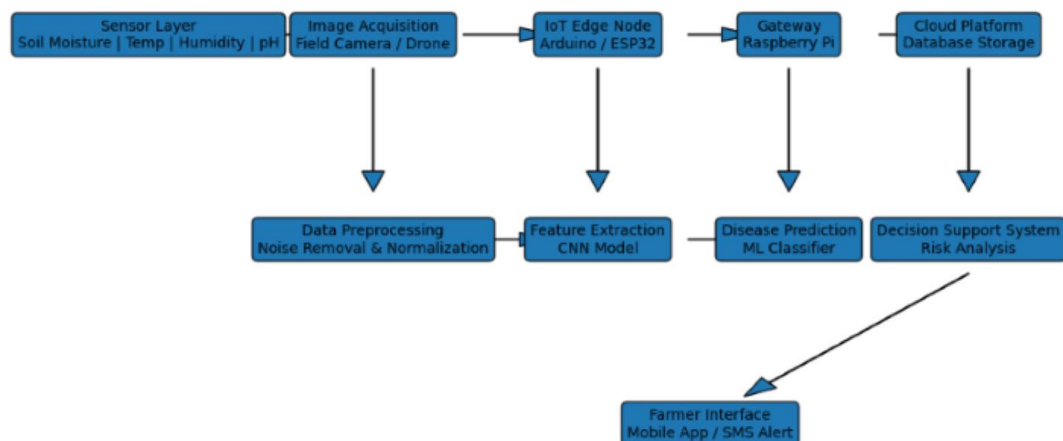 Sensor Layer
Soil Moisture | Temp | Humidity | pH
Image Acquisition
Field Camera / Drone
IoT Edge Node
Arduino / ESP32
Gateway
Raspberry Pi
Cloud Platform
Database Storage
Data Preprocessing
Noise Removal & Normalization
Feature Extraction
CNN Model
Disease Prediction
ML Classifier
Decision Support System
Risk Analysis
Farmer Interface
Mobile App / SMS Alert